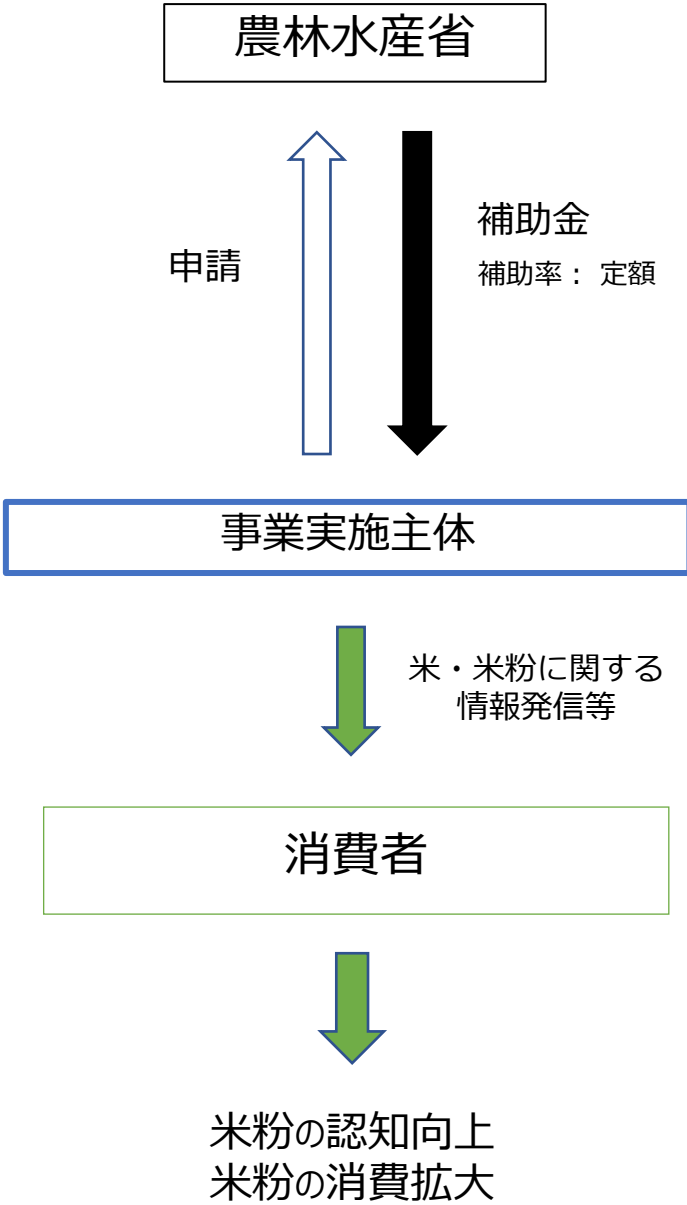 農林水産省
申請
補助金
補助率： 定額
事業実施主体
米・米粉に関する
情報発信等
消費者
米粉の認知向上
米粉の消費拡大